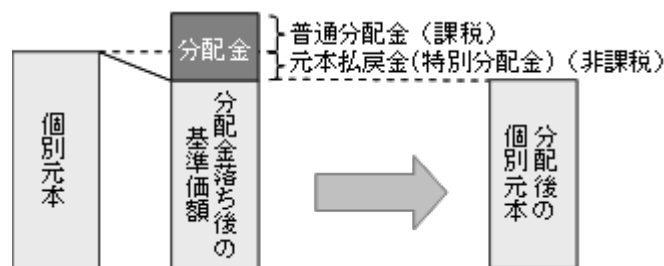 分配金
普通分配金（課税）
元本払戻金(特別分配金)（非課税）
個別元本
分配金落ち後の
基準価額
分配後の
個別元本